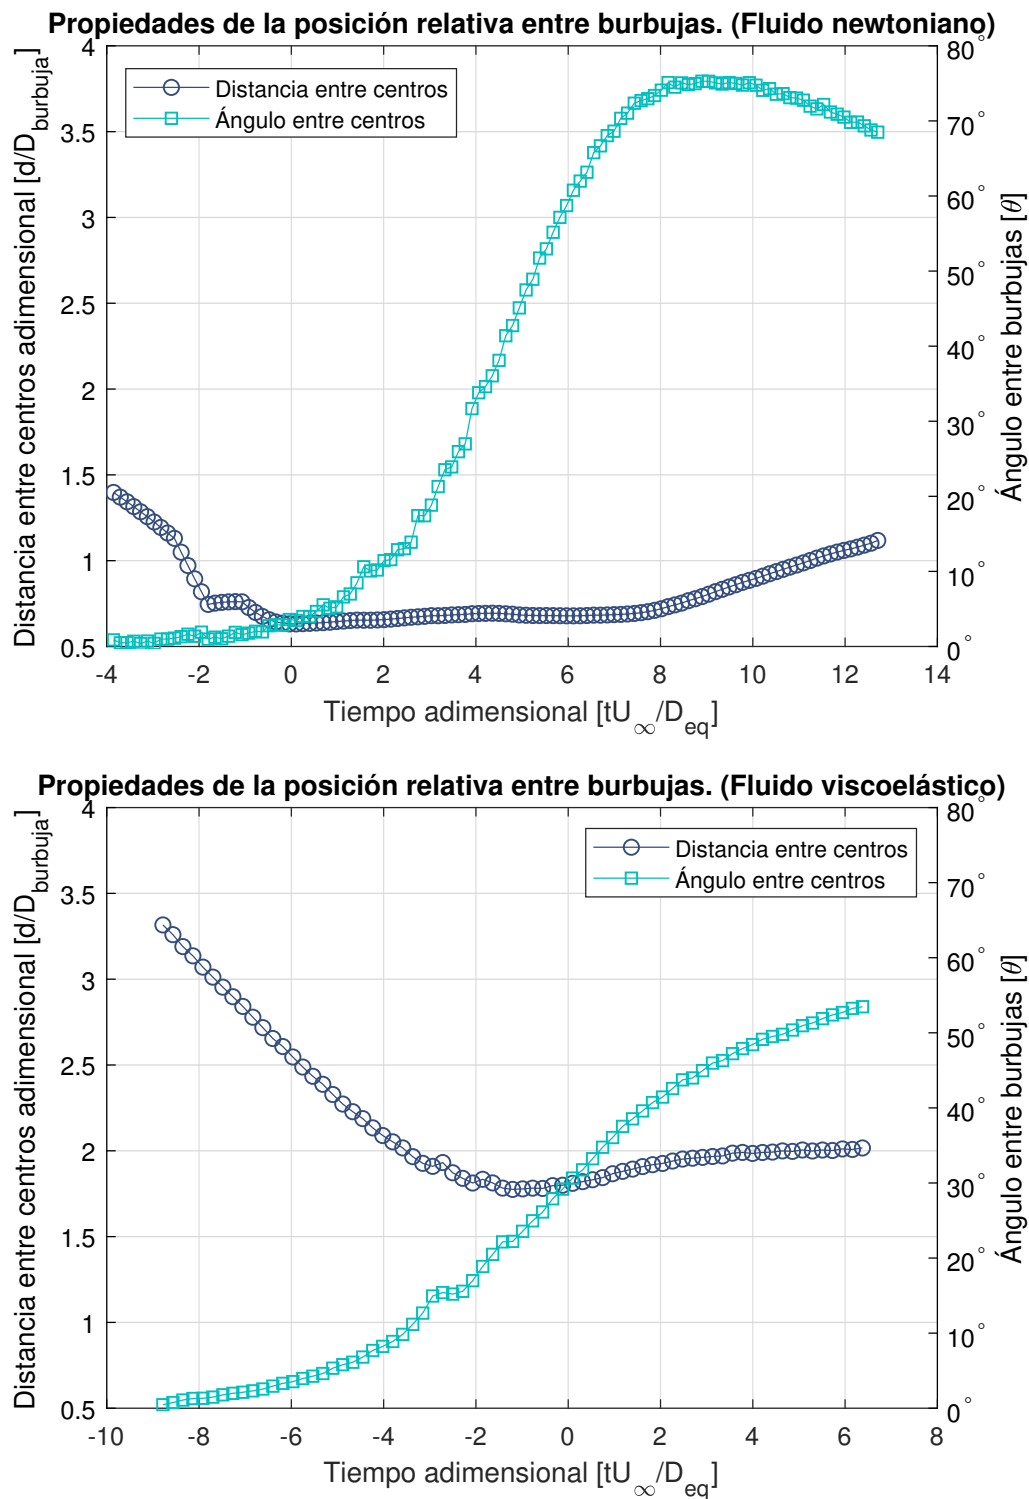 Propiedades de la posición relativa entre burbujas. (Fluido newtoniano)
Distancia entre centros adimensional [d/D_burbuja]
4
3.5
3
2.5
2
1.5
1
0.5
Distancia entre centros
Ángulo entre centros
80°
70°
60°
50°
40°
30°
20°
10°
0°
Ángulo entre burbujas [θ]
-4 -2 0 2 4 6 8 10 12 14
Tiempo adimensional [tU_∞/D_eq]
Propiedades de la posición relativa entre burbujas. (Fluido viscoelástico)
Distancia entre centros adimensional [d/D_burbuja]
4
3.5
3
2.5
2
1.5
1
0.5
Distancia entre centros
Ángulo entre centros
80°
70°
60°
50°
40°
30°
20°
10°
0°
Ángulo entre burbujas [θ]
-10 -8 -6 -4 -2 0 2 4 6 8
Tiempo adimensional [tU_∞/D_eq]